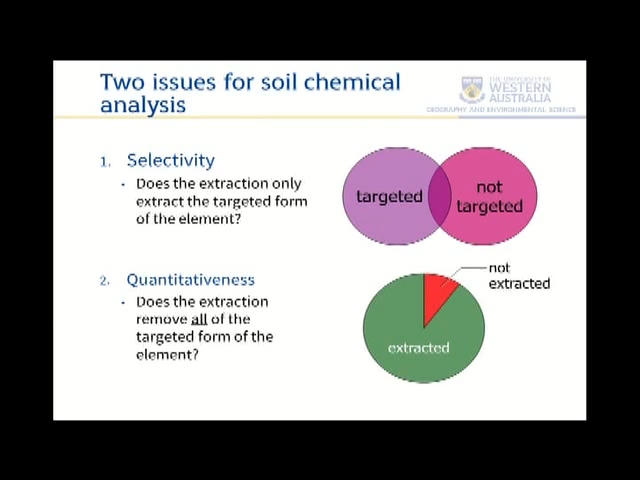 Two issues for soil chemical
analysis
THE UNIVERSITY OF
WESTERN
AUSTRALIA
GEOGRAPHY AND ENVIRONMENTAL SCIENCE
1. Selectivity
• Does the extraction only
extract the targeted form
of the element?
targeted
not
targeted
2. Quantitativeness
• Does the extraction
remove all of the
targeted form of the
element?
not
extracted
extracted